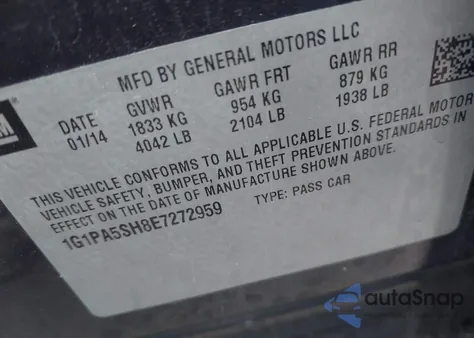 GM
MFD BY GENERAL MOTORS LLC
DATE GVWR GAWR FRT GAWR RR
01/14 1833 KG 954 KG 879 KG
4042 LB 2104 LB 1938 LB
THIS VEHICLE CONFORMS TO ALL APPLICABLE U.S. FEDERAL MOTOR
VEHICLE SAFETY, BUMPER, AND THEFT PREVENTION STANDARDS IN
EFFECT ON THE DATE OF MANUFACTURE SHOWN ABOVE.
1G1PA5SH8E7272959 TYPE: PASS CAR
autoSnap